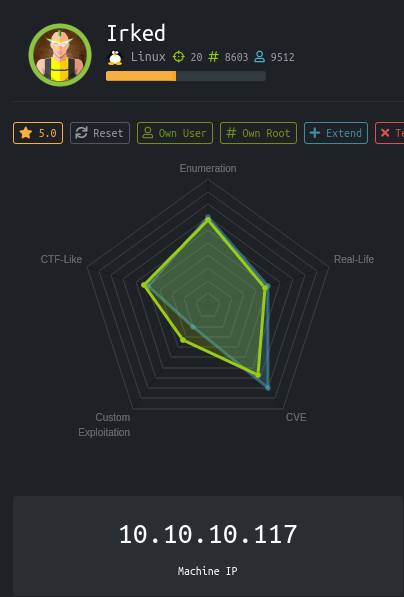 Irked
Linux 20 8603 9512
5.0 Reset Own User Own Root Extend
Enumeration
CTF-Like Real-Life
Custom Exploitation CVE
10.10.10.117
Machine IP